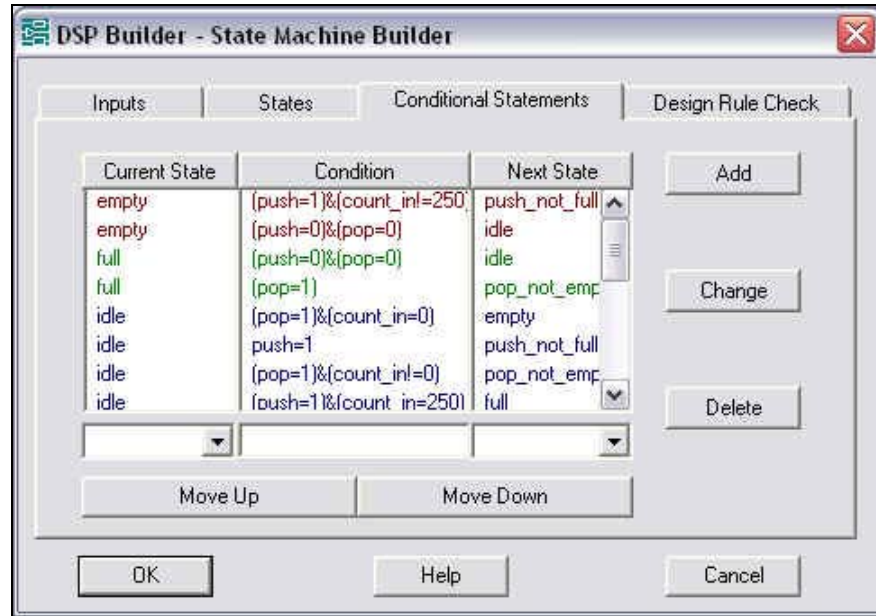 DSP Builder - State Machine Builder
Inputs States Conditional Statements Design Rule Check
Current State Condition Next State
empty (push=1)&(count_in!=250) push_not_full
empty (push=0)&(pop=0) idle
full (push=0)&(pop=0) idle
full (pop=1) pop_not_emp
idle (pop=1)&(count_in=0) empty
idle push=1 push_not_full
idle (pop=1)&(count_in!=0) pop_not_emp
idle (push=1)&(count_in=250) full
Add
Change
Delete
Move Up Move Down
OK Help Cancel